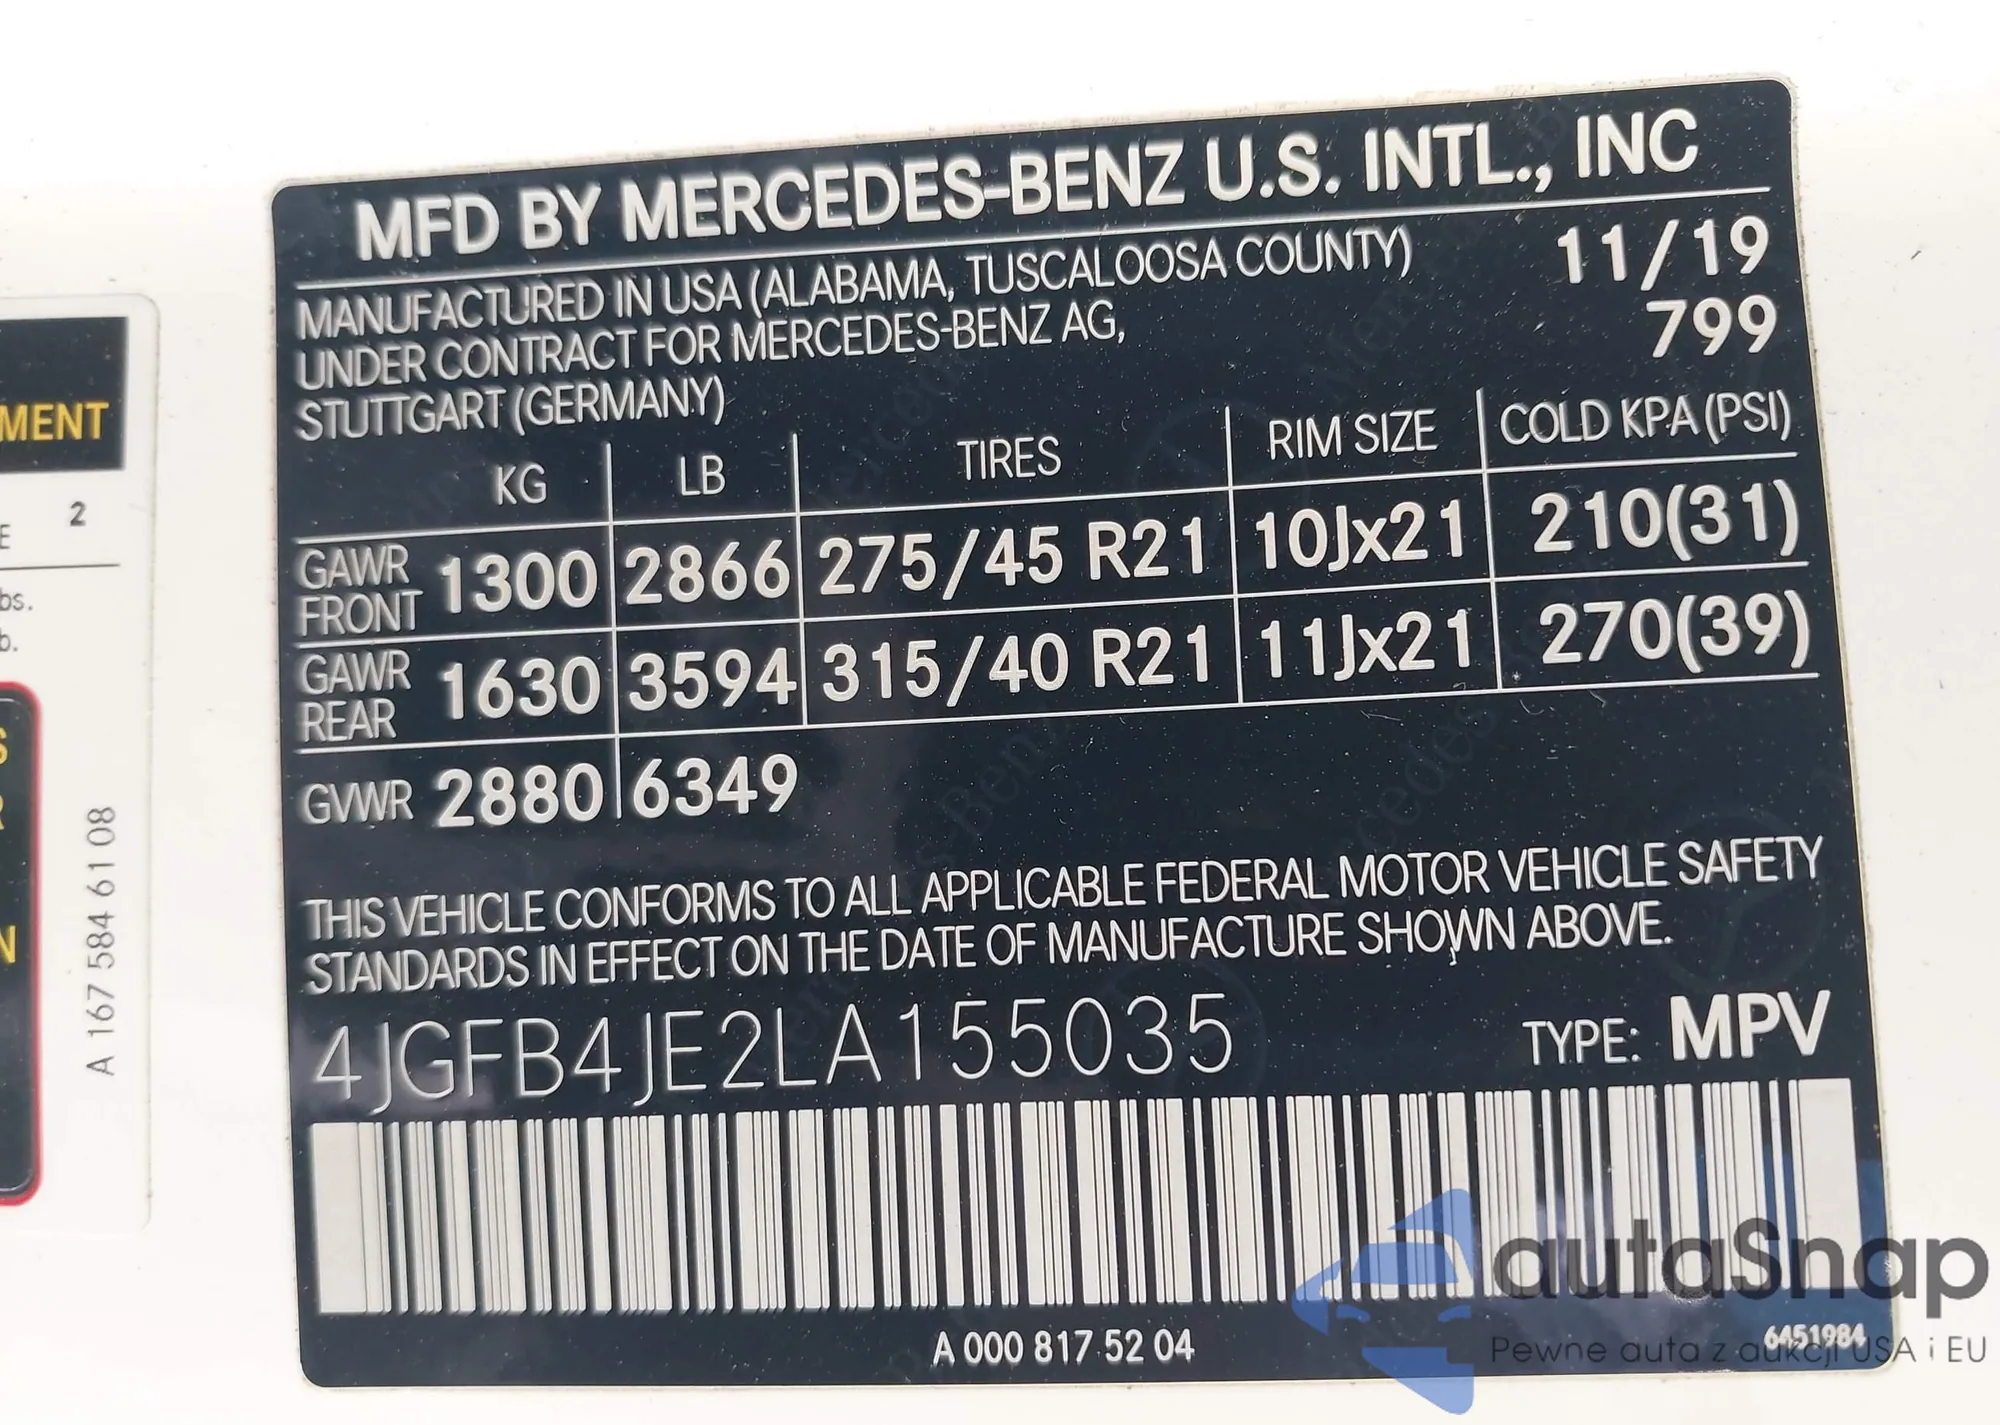 MFD BY MERCEDES-BENZ U.S. INTL., INC
MANUFACTURED IN USA (ALABAMA, TUSCALOOSA COUNTY) 11/19
UNDER CONTRACT FOR MERCEDES-BENZ AG, 799
STUTTGART (GERMANY)
KG LB TIRES RIM SIZE COLD KPA (PSI)
GAWR FRONT 1300 2866 275/45 R21 10Jx21 210(31)
GAWR REAR 1630 3594 315/40 R21 11Jx21 270(39)
GVWR 2880 6349
THIS VEHICLE CONFORMS TO ALL APPLICABLE FEDERAL MOTOR VEHICLE SAFETY
STANDARDS IN EFFECT ON THE DATE OF MANUFACTURE SHOWN ABOVE.
4JGFB4JE2LA155035 TYPE: MPV
A 000 817 52 04
6451984
MENT
E 2
bs.
b.
S
R
N
A 167 584 61 08
autaSnap
Pewne auta z aukcji USA i EU